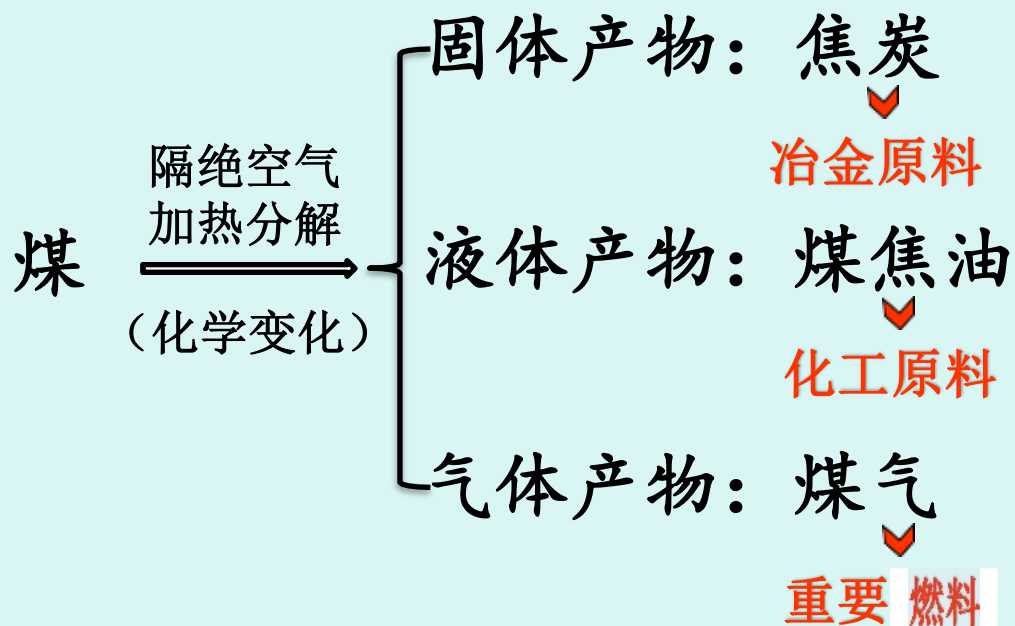 固体产物：焦炭
冶金原料
隔绝空气
加热分解
煤
（化学变化）
液体产物：煤焦油
化工原料
气体产物：煤气
重要燃料